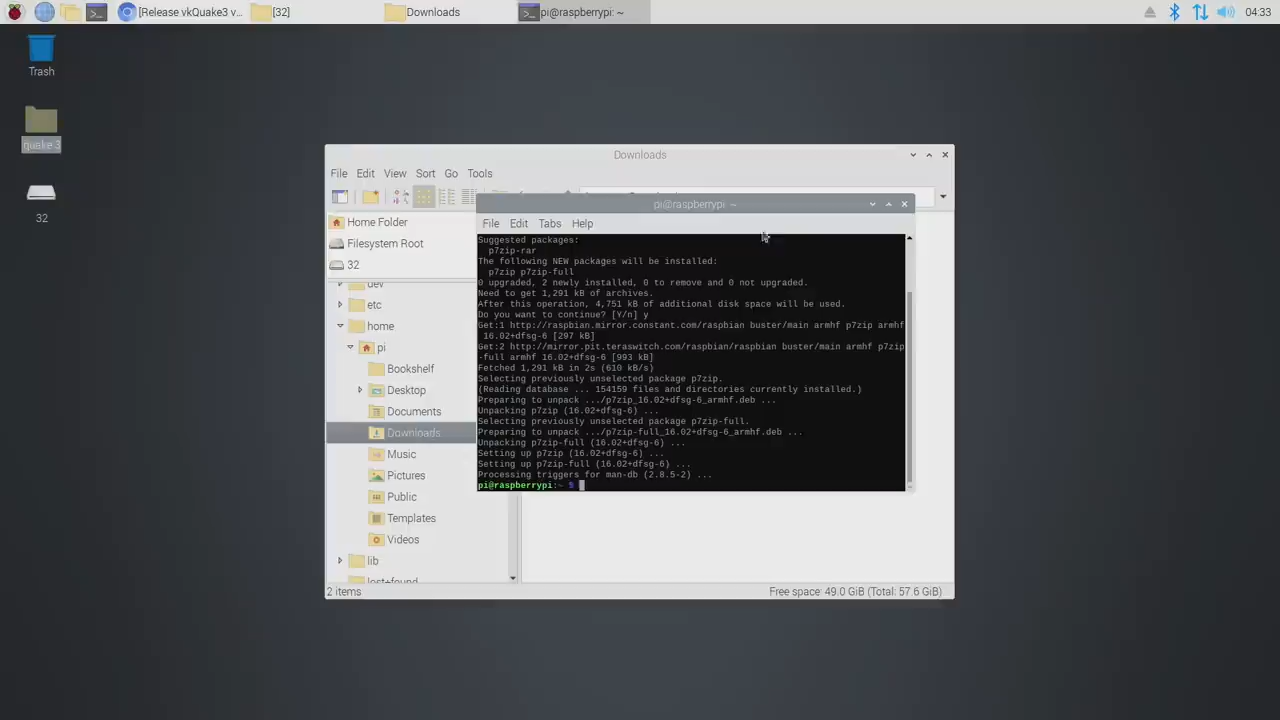 [Release vkQuake3 v...
[32]
Downloads
pi@raspberrypi: ~
04:33
Trash
quake 3
32
Downloads
File Edit View Sort Go Tools
Home Folder
Filesystem Root
32
dev
etc
home
pi
Bookshelf
Desktop
Documents
Downloads
Music
Pictures
Public
Templates
Videos
lib
lost+found
2 items
Free space: 49.0 GiB (Total: 57.6 GiB)
pi@raspberrypi: ~
File Edit Tabs Help
Suggested packages:
p7zip-rar
The following NEW packages will be installed:
p7zip p7zip-full
0 upgraded, 2 newly installed, 0 to remove and 0 not upgraded.
Need to get 1,291 kB of archives.
After this operation, 4,751 kB of additional disk space will be used.
Do you want to continue? [Y/n] y
Get:1 http://raspbian.mirror.constant.com/raspbian buster/main armhf p7zip armhf
16.02+dfsg-6 [297 kB]
Get:2 http://mirror.pit.teraswitch.com/raspbian/raspbian buster/main armhf p7zip
-full armhf 16.02+dfsg-6 [993 kB]
Fetched 1,291 kB in 2s (610 kB/s)
Selecting previously unselected package p7zip.
(Reading database ... 154159 files and directories currently installed.)
Preparing to unpack .../p7zip_16.02+dfsg-6_armhf.deb ...
Unpacking p7zip (16.02+dfsg-6) ...
Selecting previously unselected package p7zip-full.
Preparing to unpack .../p7zip-full_16.02+dfsg-6_armhf.deb ...
Unpacking p7zip-full (16.02+dfsg-6) ...
Setting up p7zip (16.02+dfsg-6) ...
Setting up p7zip-full (16.02+dfsg-6) ...
Processing triggers for man-db (2.8.5-2) ...
pi@raspberrypi:~ $